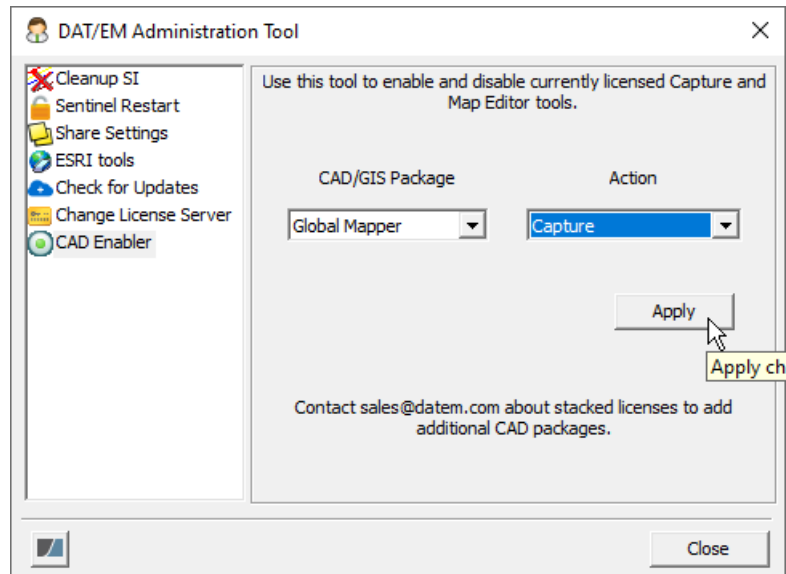 DAT/EM Administration Tool
Cleanup SI
Sentinel Restart
Share Settings
ESRI tools
Check for Updates
Change License Server
CAD Enabler
Use this tool to enable and disable currently licensed Capture and
Map Editor tools.
CAD/GIS Package
Action
Global Mapper
Capture
Apply
Apply ch
Contact sales@datem.com about stacked licenses to add
additional CAD packages.
Close